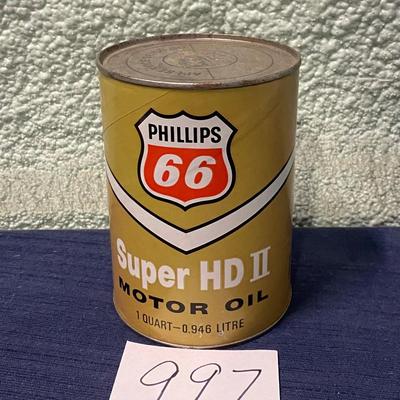 PHILLIPS
66
Super HD II
MOTOR OIL
1 QUART—0.946 LITRE
997